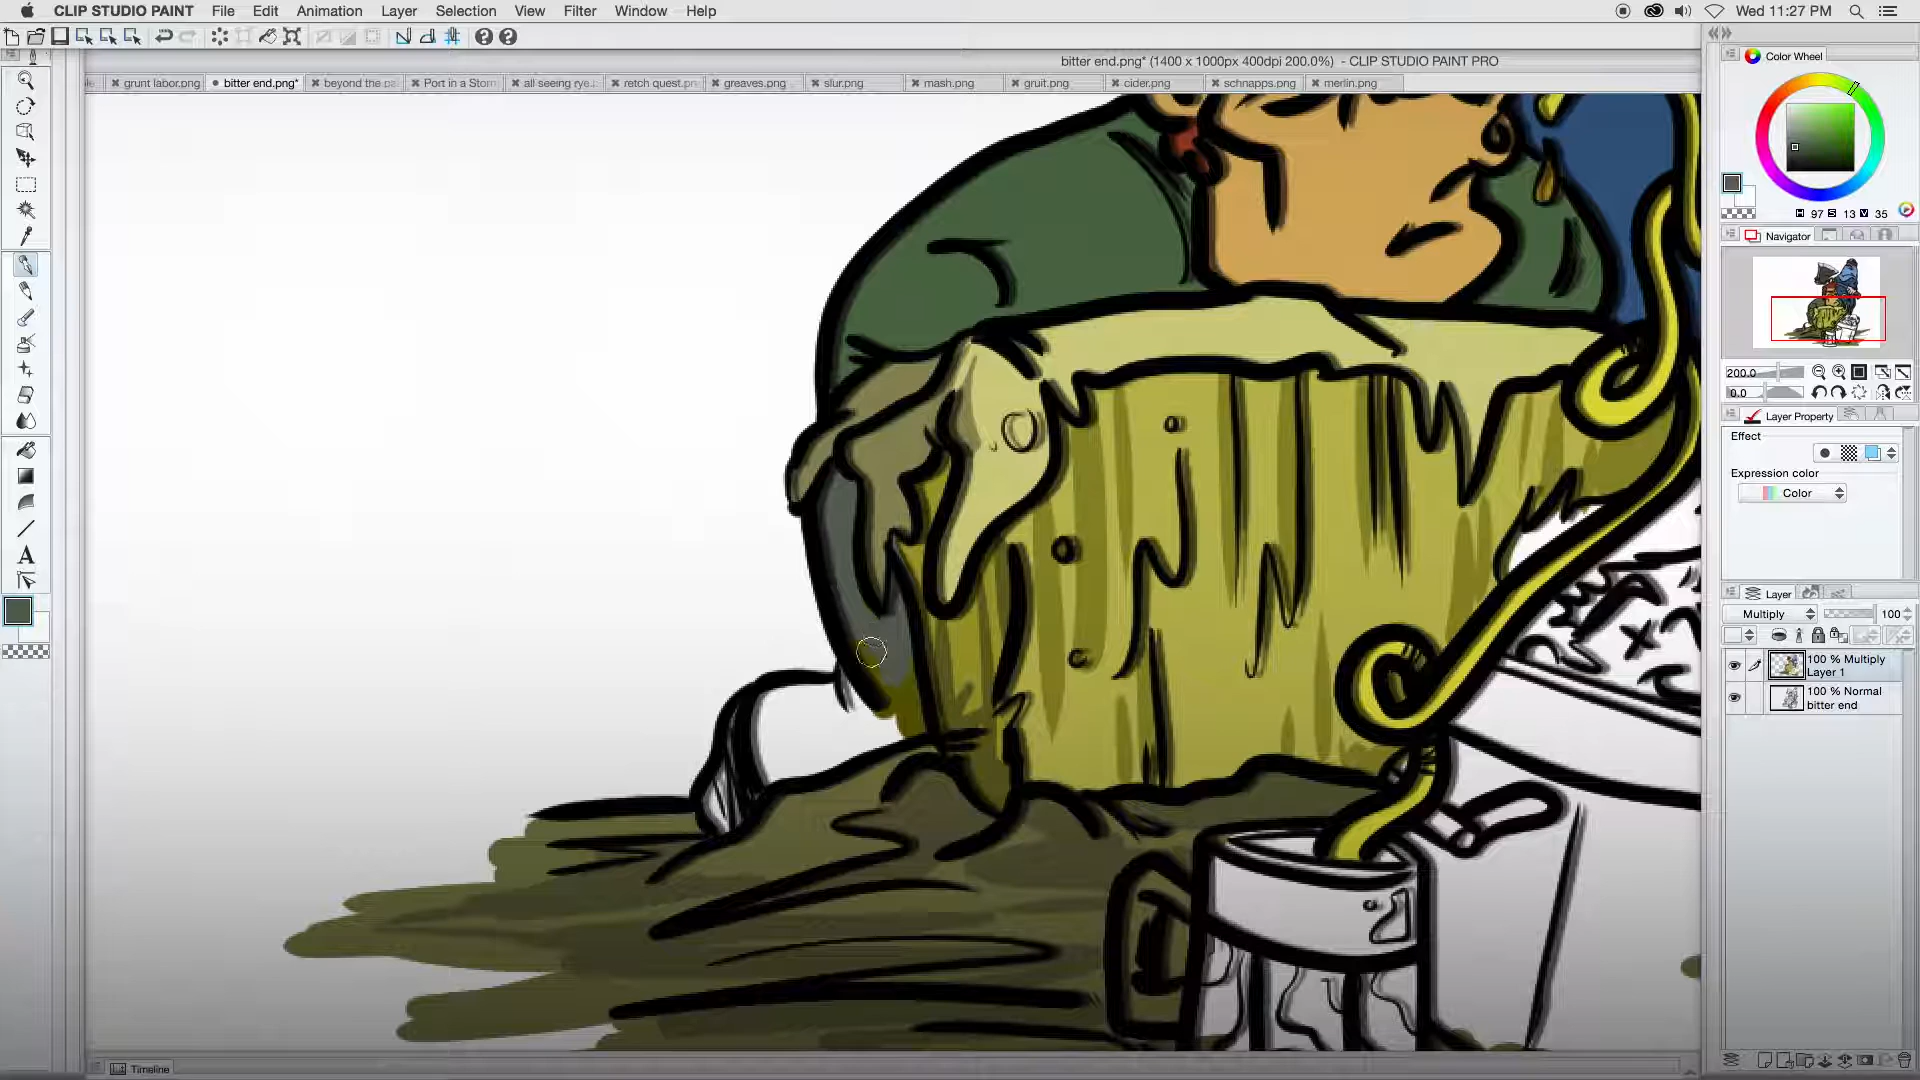 CLIP STUDIO PAINT File Edit Animation Layer Selection View Filter Window Help Wed 11:27 PM
bitter end.png* (1400 x 1000px 400dpi 200.0%) - CLIP STUDIO PAINT PRO
grunt labor.png bitter end.png* beyond the pa Port in a Storm all seeing rye. retch quest.png greaves.png slur.png mash.png gruit.png cider.png schnapps.png merlin.png
Color Wheel
H 97 S 13 V 35
Navigator
200.0
0.0
Layer Property
Effect
Expression color
Color
Layer
Multiply 100
100 % Multiply
Layer 1
100 % Normal
bitter end
A
Timeline